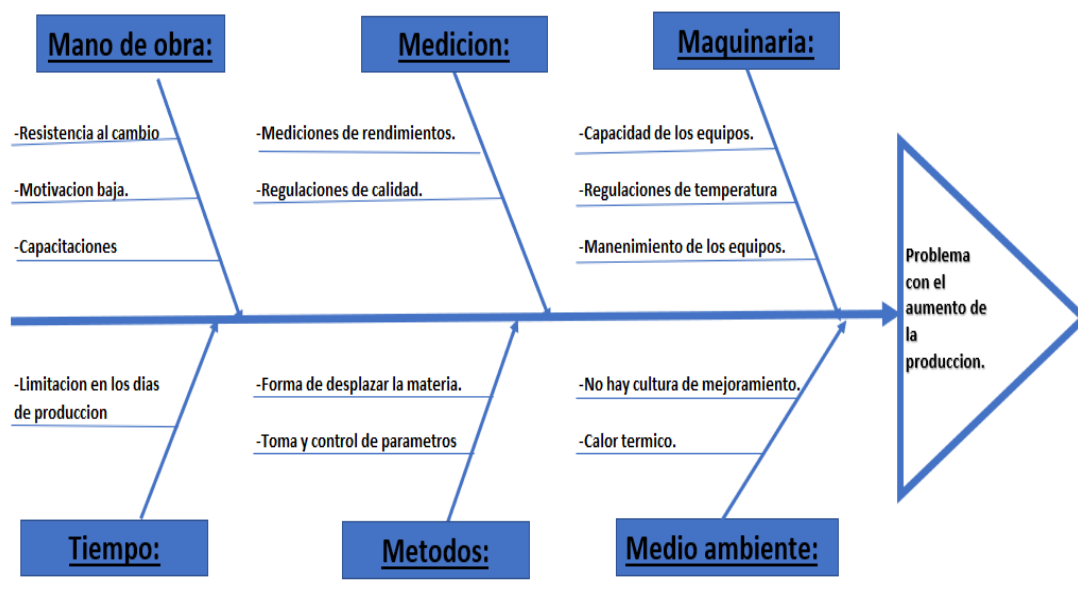 Mano de obra:
Medicion:
Maquinaria:
-Resistencia al cambio
-Motivacion baja.
-Capacitaciones
-Mediciones de rendimientos.
-Regulaciones de calidad.
-Capacidad de los equipos.
-Regulaciones de temperatura
-Manenimiento de los equipos.
Problema
con el
aumento de
la
produccion.
-Limitacion en los dias
de produccion
-Forma de desplazar la materia.
-Toma y control de parametros
-No hay cultura de mejoramiento.
-Calor termico.
Tiempo:
Metodos:
Medio ambiente: